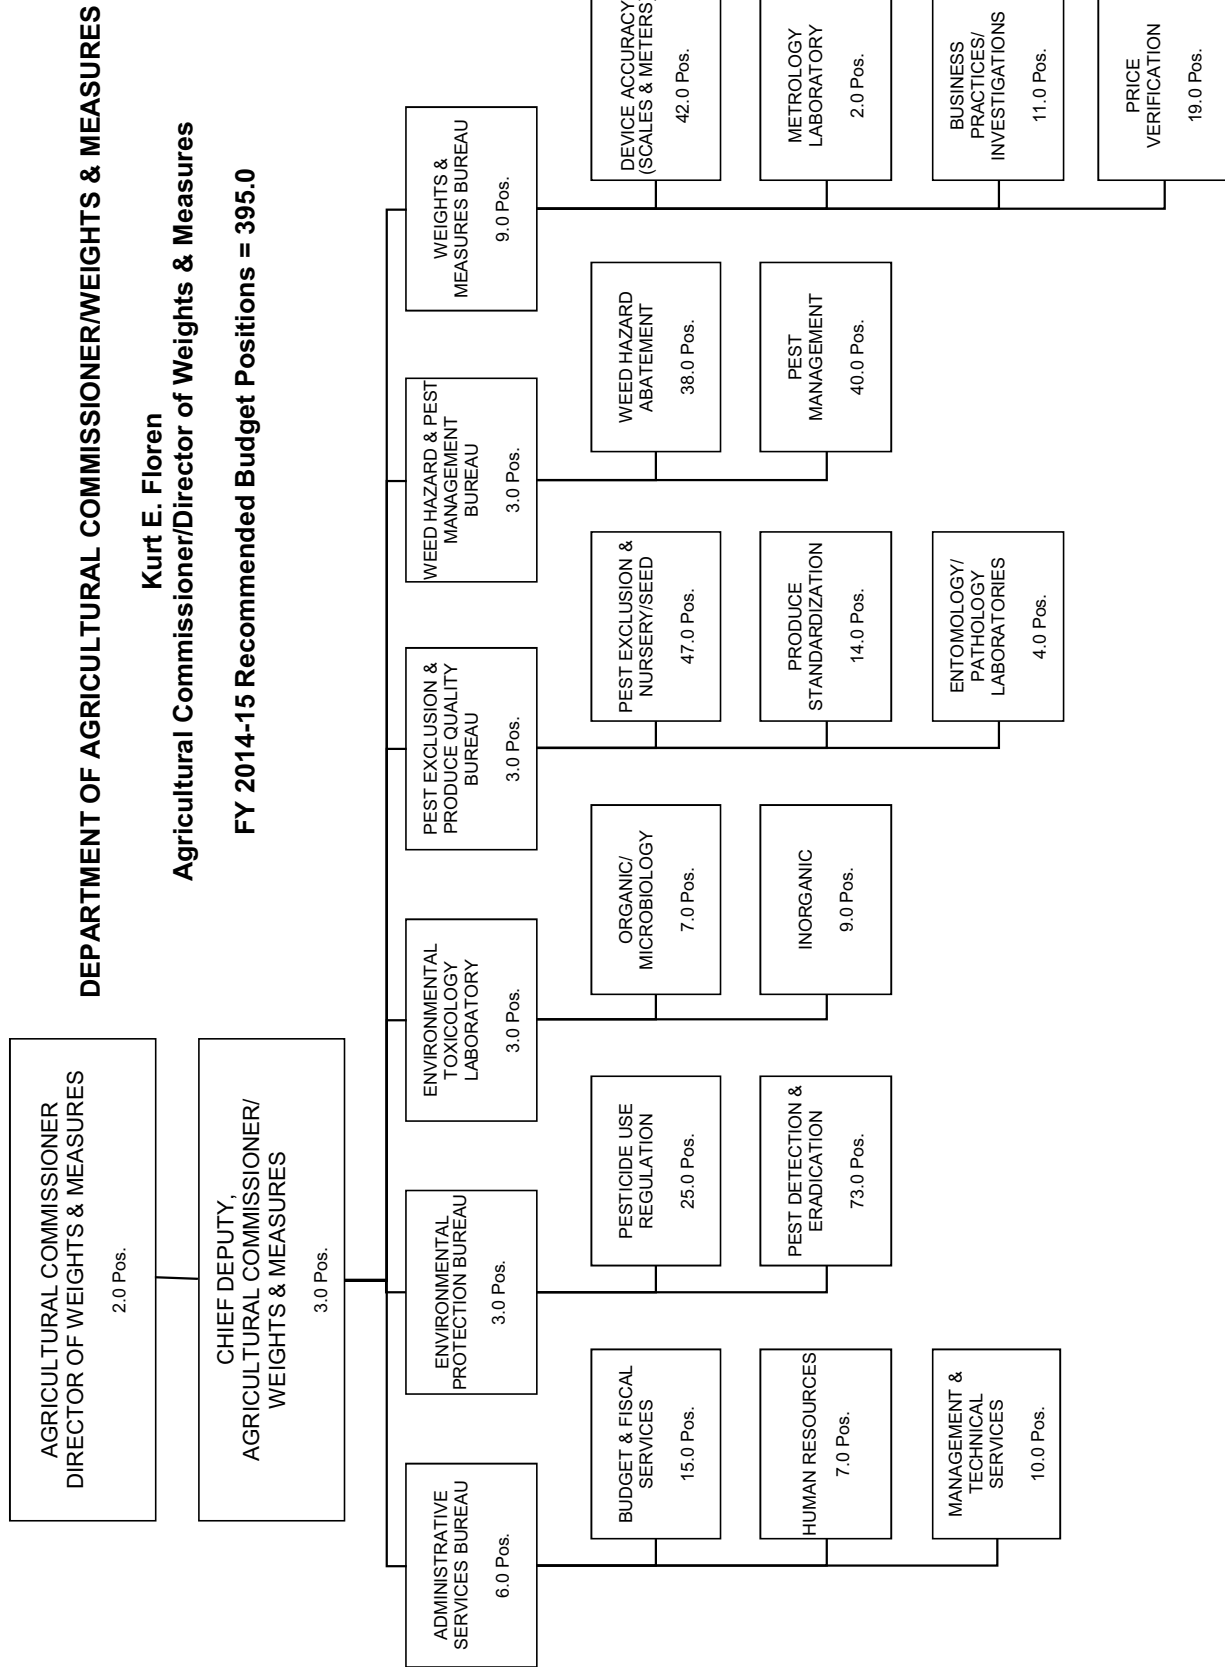 DEPARTMENT OF AGRICULTURAL COMMISSIONER/WEIGHTS & MEASURES
Kurt E. Floren
Agricultural Commissioner/Director of Weights & Measures
FY 2014-15 Recommended Budget Positions = 395.0
AGRICULTURAL COMMISSIONER
DIRECTOR OF WEIGHTS & MEASURES
2.0 Pos.
CHIEF DEPUTY,
AGRICULTURAL COMMISSIONER/
WEIGHTS & MEASURES
3.0 Pos.
ADMINISTRATIVE
SERVICES BUREAU
6.0 Pos.
BUDGET & FISCAL
SERVICES
15.0 Pos.
HUMAN RESOURCES
7.0 Pos.
MANAGEMENT &
TECHNICAL
SERVICES
10.0 Pos.
ENVIRONMENTAL
PROTECTION BUREAU
3.0 Pos.
PESTICIDE USE
REGULATION
25.0 Pos.
PEST DETECTION &
ERADICATION
73.0 Pos.
ENVIRONMENTAL
TOXICOLOGY
LABORATORY
3.0 Pos.
ORGANIC/
MICROBIOLOGY
7.0 Pos.
INORGANIC
9.0 Pos.
PEST EXCLUSION &
PRODUCE QUALITY
BUREAU
3.0 Pos.
PEST EXCLUSION &
NURSERY/SEED
47.0 Pos.
PRODUCE
STANDARDIZATION
14.0 Pos.
ENTOMOLOGY/
PATHOLOGY
LABORATORIES
4.0 Pos.
WEED HAZARD & PEST
MANAGEMENT
BUREAU
3.0 Pos.
WEED HAZARD
ABATEMENT
38.0 Pos.
PEST
MANAGEMENT
40.0 Pos.
WEIGHTS &
MEASURES BUREAU
9.0 Pos.
DEVICE ACCURACY
(SCALES & METERS)
42.0 Pos.
METROLOGY
LABORATORY
2.0 Pos.
BUSINESS
PRACTICES/
INVESTIGATIONS
11.0 Pos.
PRICE
VERIFICATION
19.0 Pos.